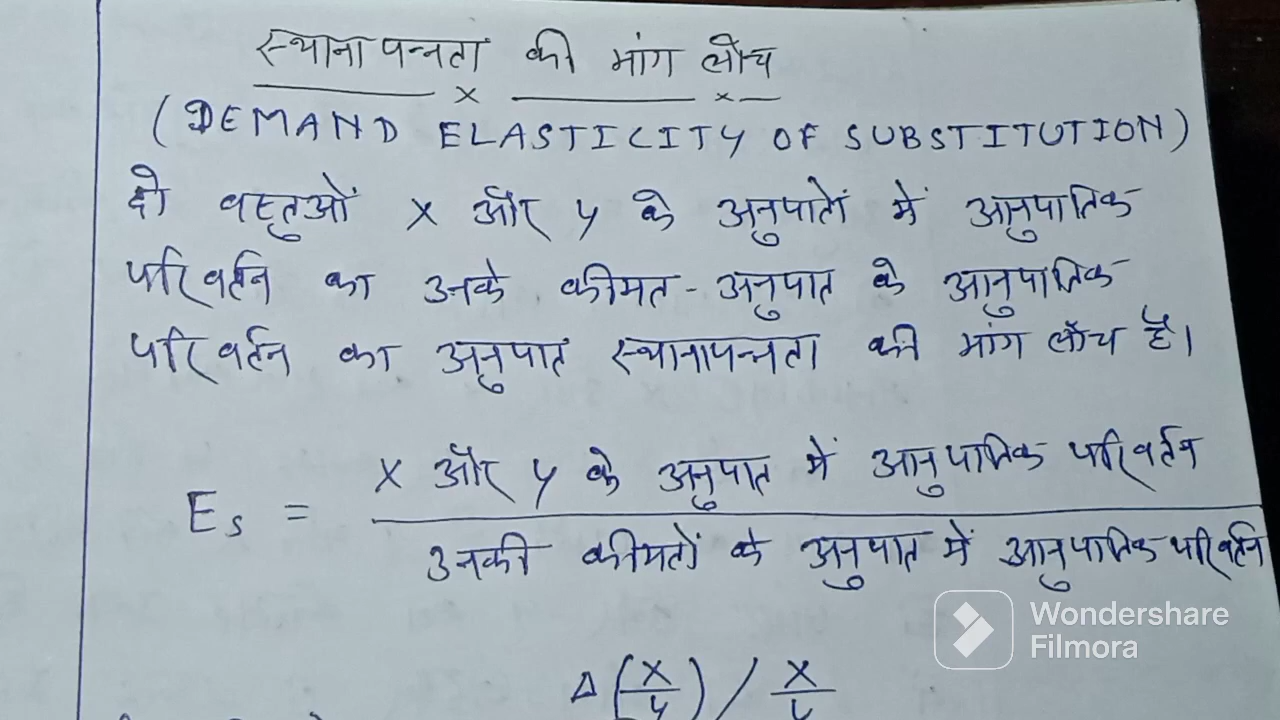 स्थानापन्नता की मांग लोच
(DEMAND ELASTICITY OF SUBSTITUTION)
दो वस्तुओं X और Y के अनुपातों में आनुपातिक
परिवर्तन का उनके कीमत-अनुपात के आनुपातिक
परिवर्तन का अनुपात स्थानापन्नता की मांग लोच है।
X और Y के अनुपात में आनुपातिक परिवर्तन
Es =
उनकी कीमतों के अनुपात में आनुपातिक परिवर्तन
Wondershare
Filmora
Δ(X/Y) / X/Y